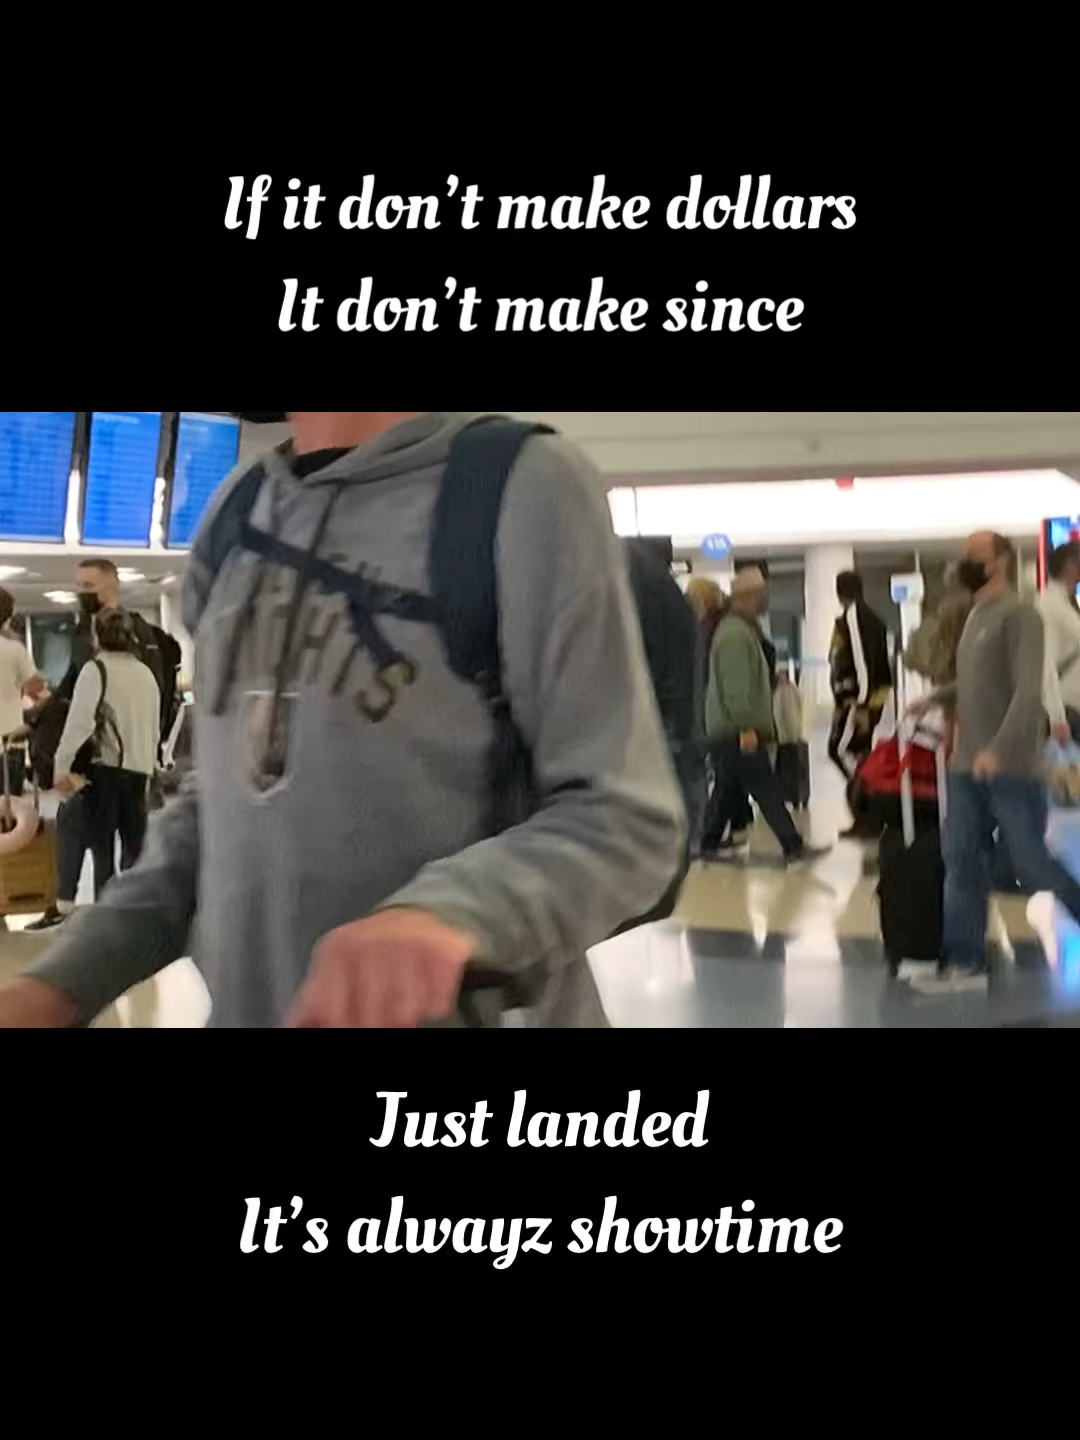 If it don’t make dollars
It don’t make since
Just landed
It’s alwayz showtime